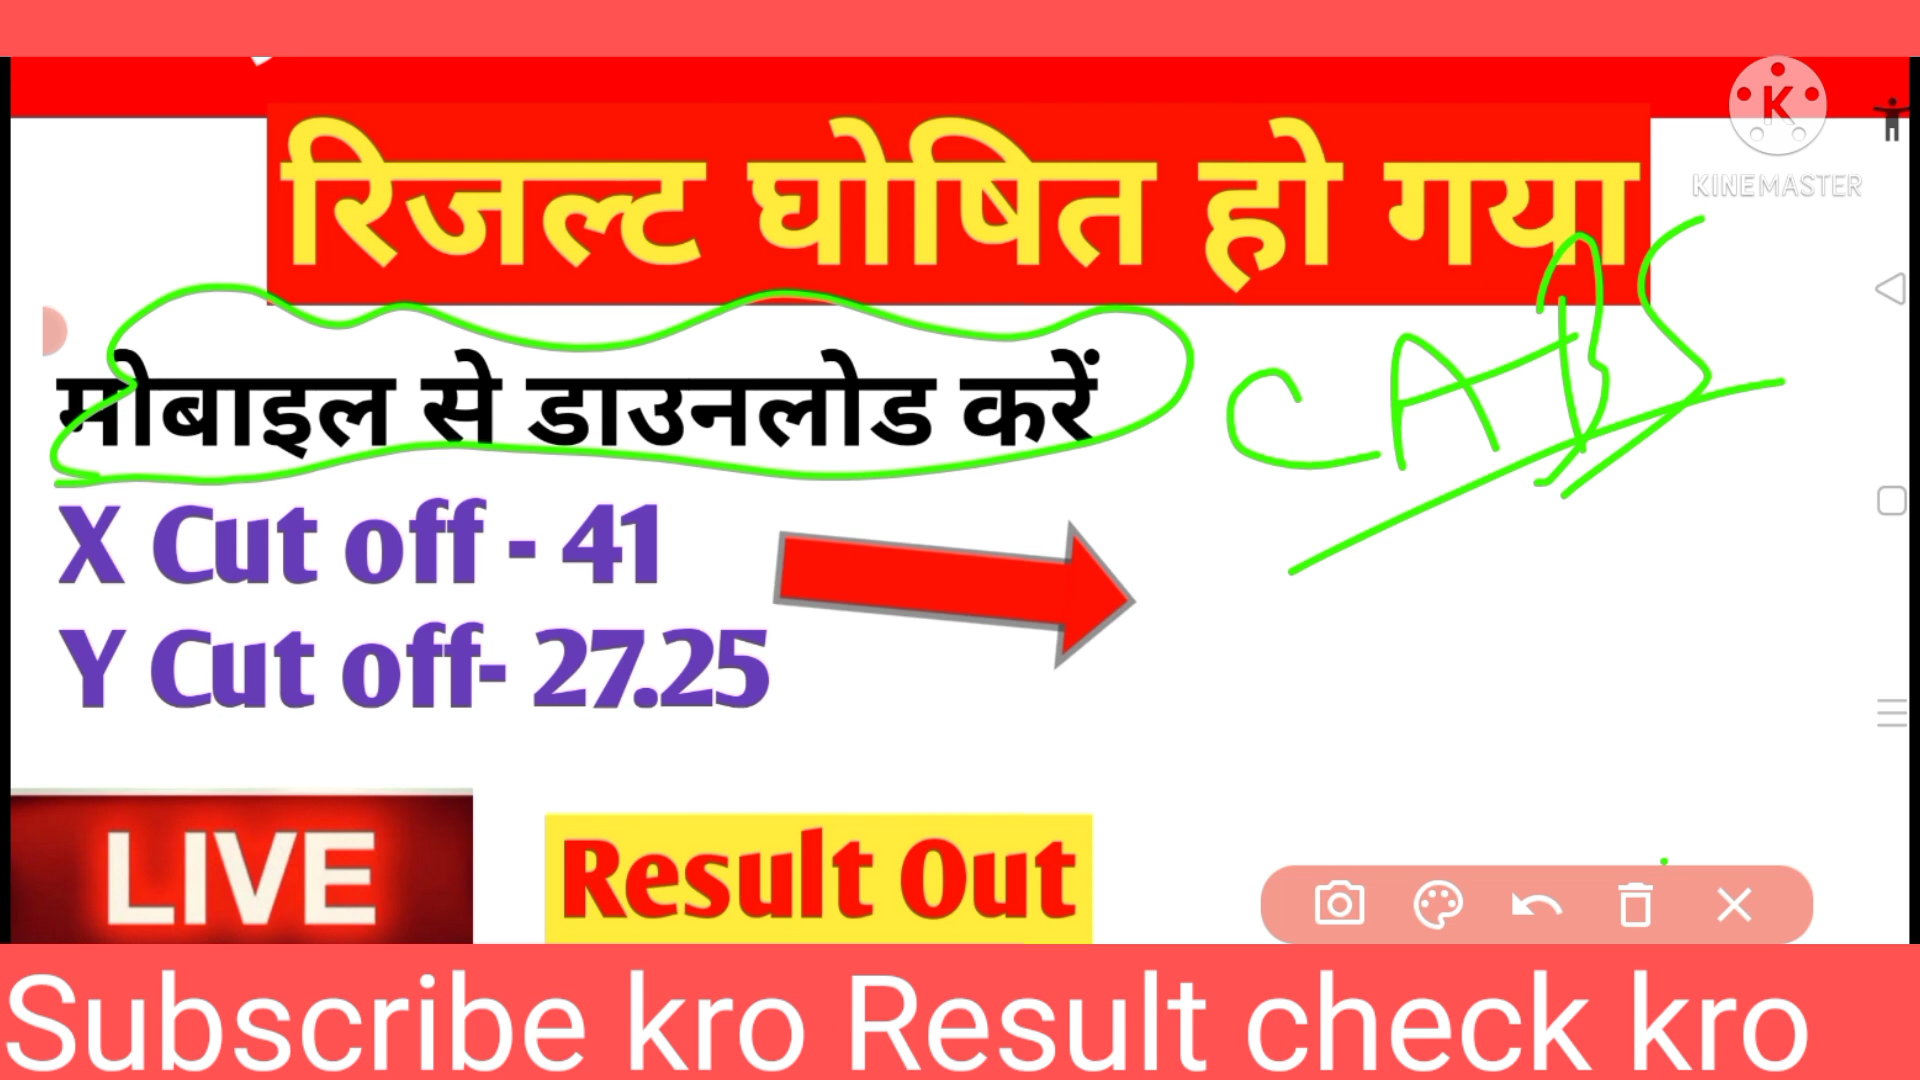 रिजल्ट घोषित हो गया
K
KINEMASTER
मोबाइल से डाउनलोड करें
CABS
X Cut off - 41
Y Cut off- 27.25
LIVE
Result Out
Subscribe kro Result check kro